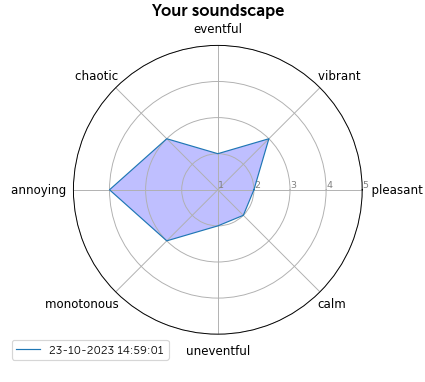 Your soundscape
eventful
chaotic
vibrant
annoying
1 2 3 4 5
pleasant
monotonous
calm
23-10-2023 14:59:01
uneventful